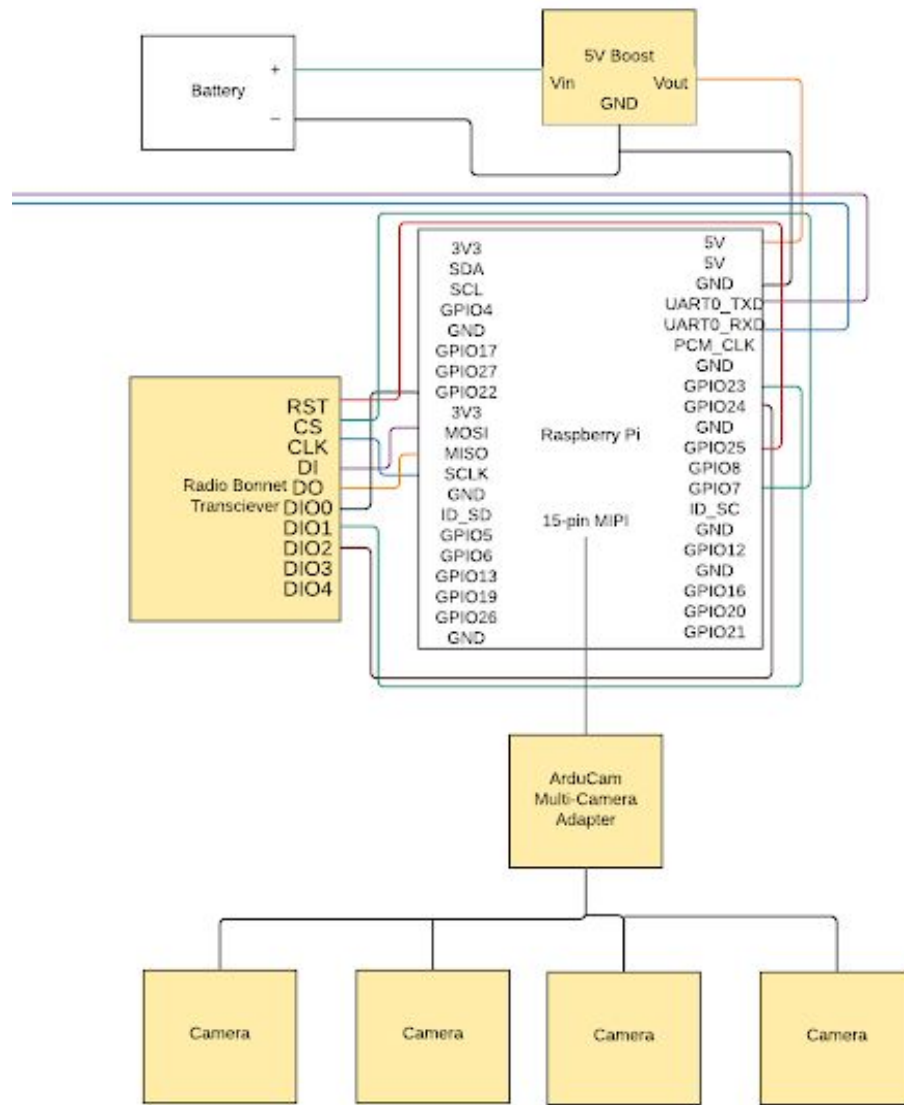 Battery
+
–
5V Boost
Vin
Vout
GND
3V3
SDA
SCL
GPIO4
GND
GPIO17
GPIO27
GPIO22
3V3
MOSI
MISO
SCLK
GND
ID_SD
GPIO5
GPIO6
GPIO13
GPIO19
GPIO26
GND
Raspberry Pi
15-pin MIPI
5V
5V
GND
UART0_TXD
UART0_RXD
PCM_CLK
GND
GPIO23
GPIO24
GND
GPIO25
GPIO8
GPIO7
ID_SC
GND
GPIO12
GND
GPIO16
GPIO20
GPIO21
Radio Bonnet
Transciever
RST
CS
CLK
DI
DO
DIO0
DIO1
DIO2
DIO3
DIO4
ArduCam
Multi-Camera
Adapter
Camera
Camera
Camera
Camera